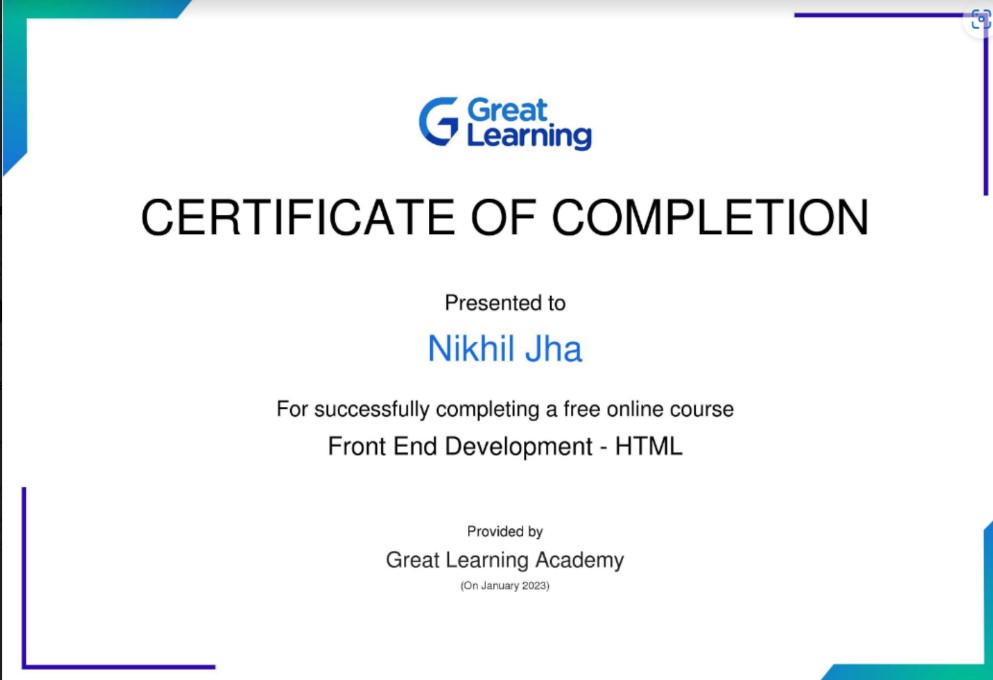 Great
Learning
CERTIFICATE OF COMPLETION
Presented to
Nikhil Jha
For successfully completing a free online course
Front End Development - HTML
Provided by
Great Learning Academy
(On January 2023)